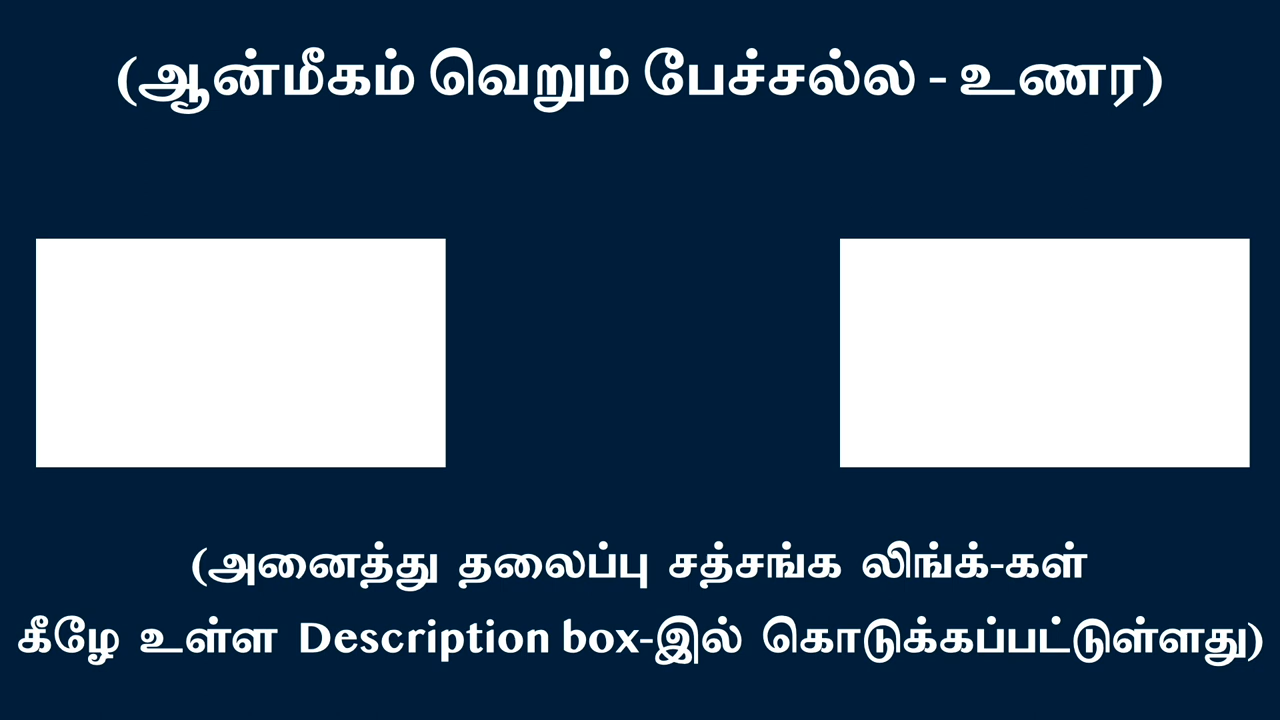 (ஆன்மீகம் வெறும் பேச்சல்ல - உணர)
(அனைத்து தலைப்பு சத்சங்க லிங்க்-கள்
கீழே உள்ள Description box-இல் கொடுக்கப்பட்டுள்ளது)